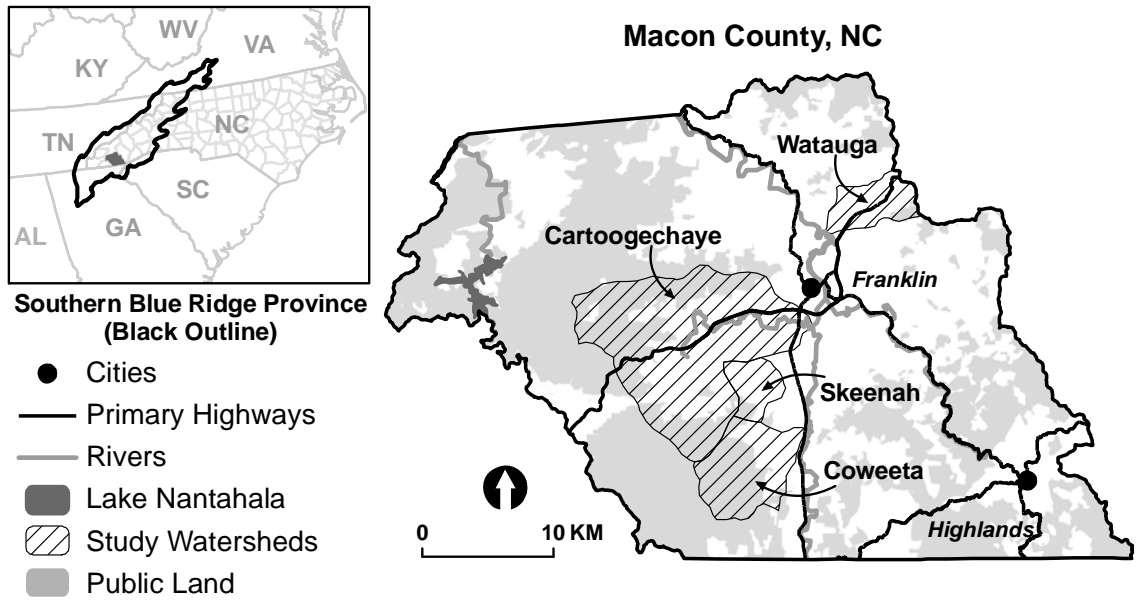 WV
VA
KY
TN
NC
SC
AL
GA
Southern Blue Ridge Province
(Black Outline)
Cities
Primary Highways
Rivers
Lake Nantahala
Study Watersheds
Public Land
Macon County, NC
Watauga
Cartoogechaye
Franklin
Skeenah
Coweeta
Highlands
0 10 KM